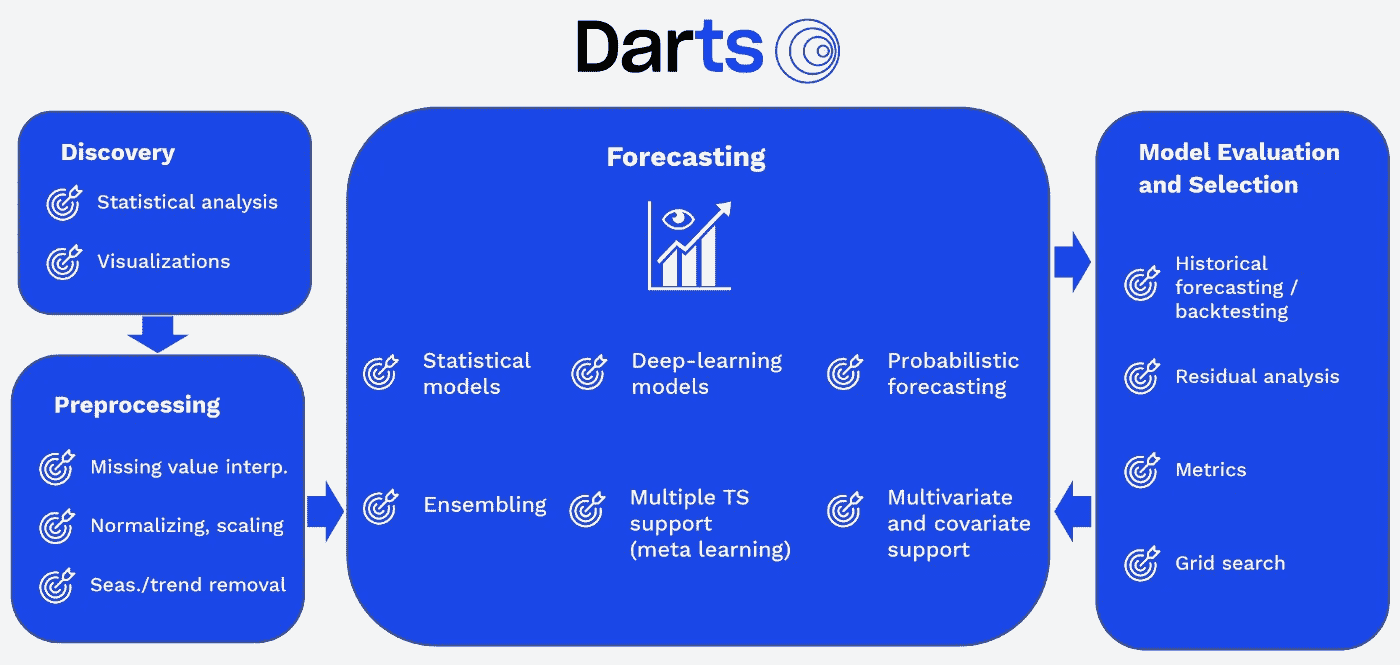 Darts
Discovery
Statistical analysis
Visualizations
Preprocessing
Missing value interp.
Normalizing, scaling
Seas./trend removal
Forecasting
Statistical
models
Deep-learning
models
Probabilistic
forecasting
Ensembling
Multiple TS
support
(meta learning)
Multivariate
and covariate
support
Model Evaluation
and Selection
Historical
forecasting /
backtesting
Residual analysis
Metrics
Grid search